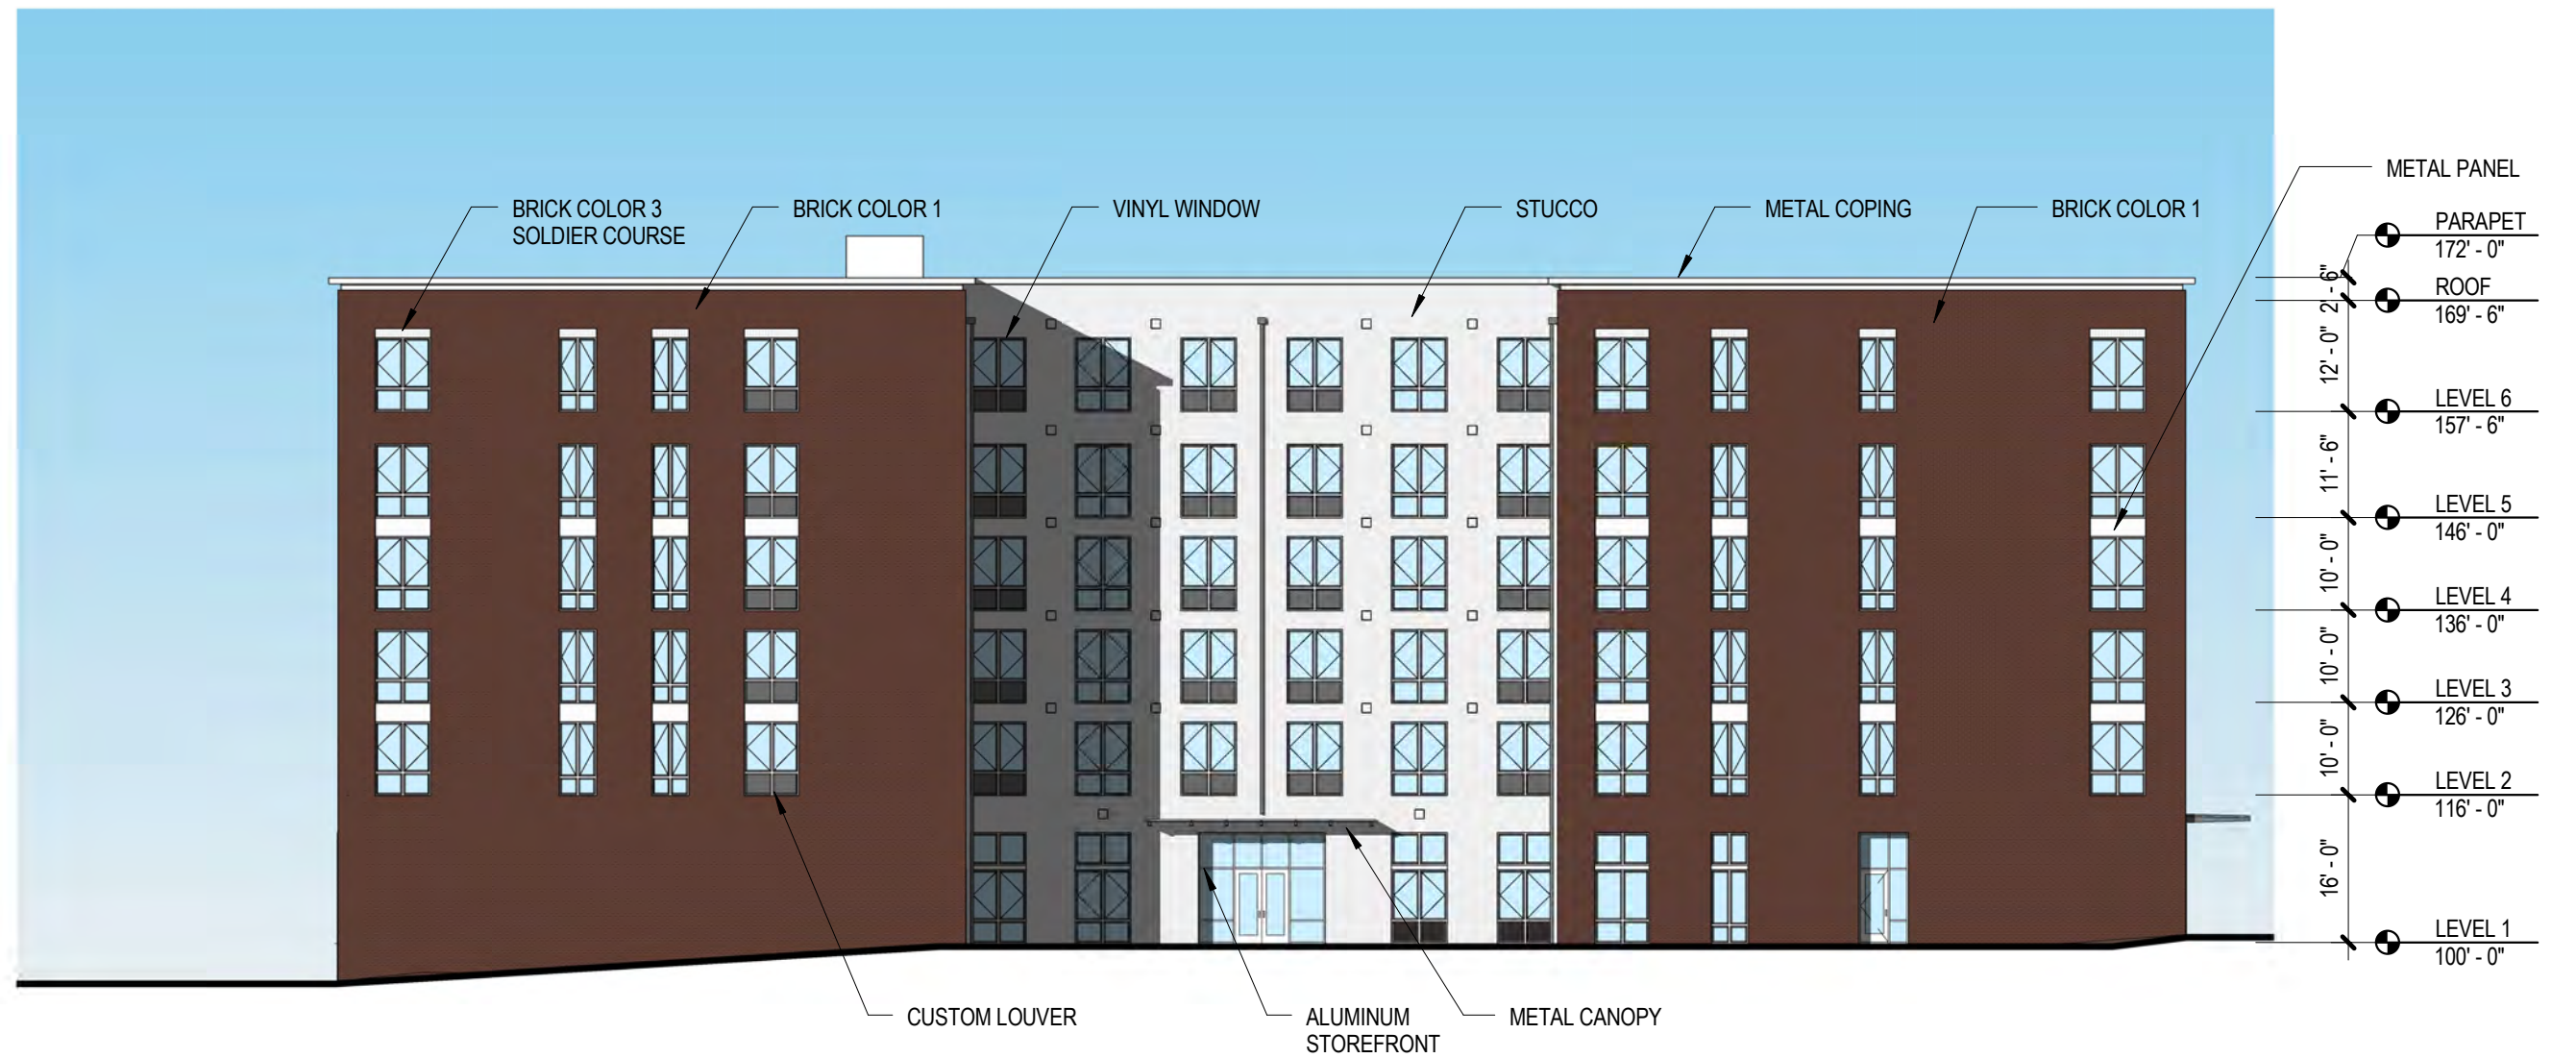 METAL PANEL
BRICK COLOR 3
SOLDIER COURSE
BRICK COLOR 1
VINYL WINDOW
STUCCO
METAL COPING
BRICK COLOR 1
PARAPET
172' - 0"
2' - 6"
ROOF
169' - 6"
12' - 0"
LEVEL 6
157' - 6"
11' - 6"
LEVEL 5
146' - 0"
10' - 0"
LEVEL 4
136' - 0"
10' - 0"
LEVEL 3
126' - 0"
10' - 0"
LEVEL 2
116' - 0"
16' - 0"
LEVEL 1
100' - 0"
CUSTOM LOUVER
ALUMINUM
STOREFRONT
METAL CANOPY